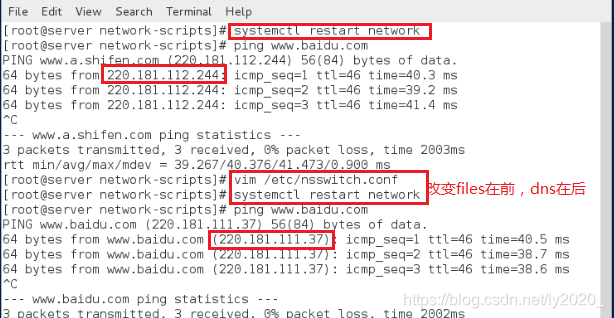 File Edit View Search Terminal Help
[root@server network-scripts]# systemctl restart network
[root@server network-scripts]# ping www.baidu.com
PING www.a.shifen.com (220.181.112.244) 56(84) bytes of data.
64 bytes from 220.181.112.244: icmp_seq=1 ttl=46 time=40.3 ms
64 bytes from 220.181.112.244: icmp_seq=2 ttl=46 time=39.2 ms
64 bytes from 220.181.112.244: icmp_seq=3 ttl=46 time=41.4 ms
^C
--- www.a.shifen.com ping statistics ---
3 packets transmitted, 3 received, 0% packet loss, time 2003ms
rtt min/avg/max/mdev = 39.267/40.376/41.473/0.900 ms
[root@server network-scripts]# vim /etc/nsswitch.conf
[root@server network-scripts]# systemctl restart network
改变files在前，dns在后
[root@server network-scripts]# ping www.baidu.com
PING www.baidu.com (220.181.111.37) 56(84) bytes of data.
64 bytes from www.baidu.com (220.181.111.37): icmp_seq=1 ttl=46 time=40.5 ms
64 bytes from www.baidu.com (220.181.111.37): icmp_seq=2 ttl=46 time=38.7 ms
64 bytes from www.baidu.com (220.181.111.37): icmp_seq=3 ttl=46 time=38.6 ms
^C
--- www.baidu.com ping statistics ---
3 packets transmitted, 3 received, 0% packet loss, time 2002ms
https://blog.csdn.net/ly2020_